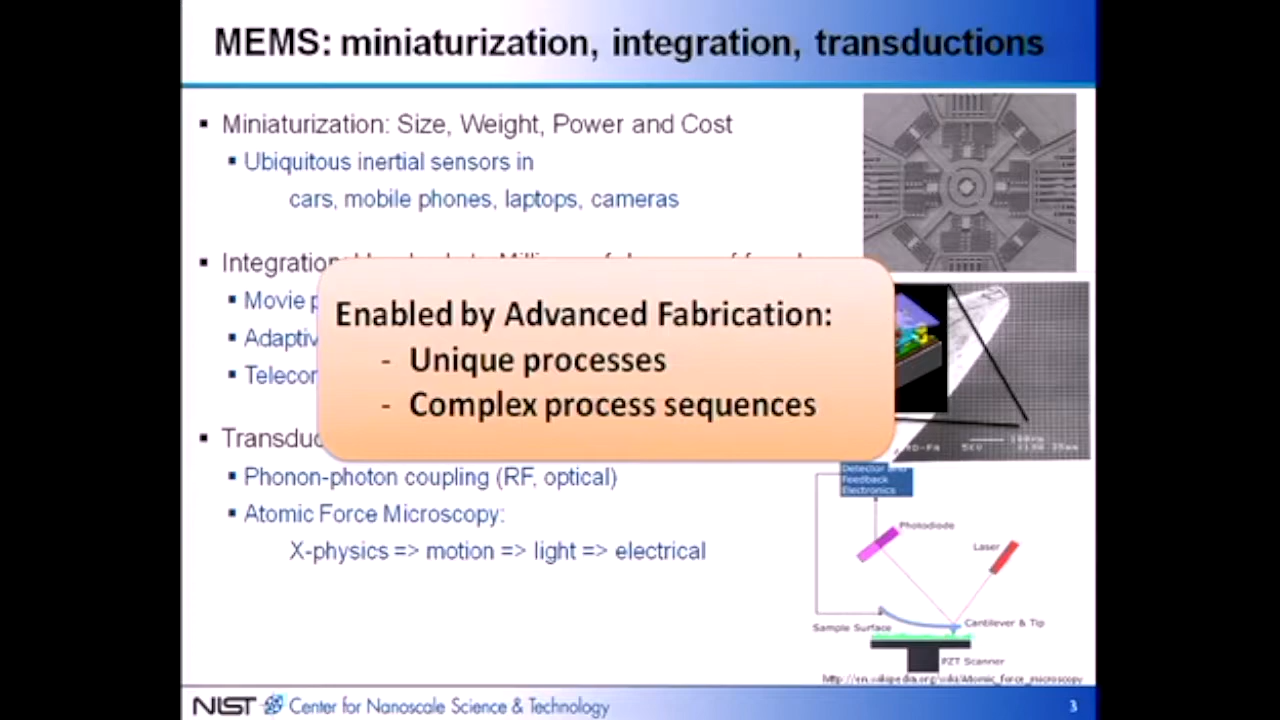 MEMS: miniaturization, integration, transductions
Miniaturization: Size, Weight, Power and Cost
Ubiquitous inertial sensors in
cars, mobile phones, laptops, cameras
Integration
Movie
Enabled by Advanced Fabrication:
- Unique processes
- Complex process sequences
Phonon-photon coupling (RF, optical)
Atomic Force Microscopy:
X-physics => motion => light => electrical
Detector and
Feedback
Electronics
Photodiode
Laser
Sample Surface
Cantilever & Tip
PZT Scanner
http://en.wikipedia.org/wiki/Atomic_force_microscopy
NIST Center for Nanoscale Science & Technology
3